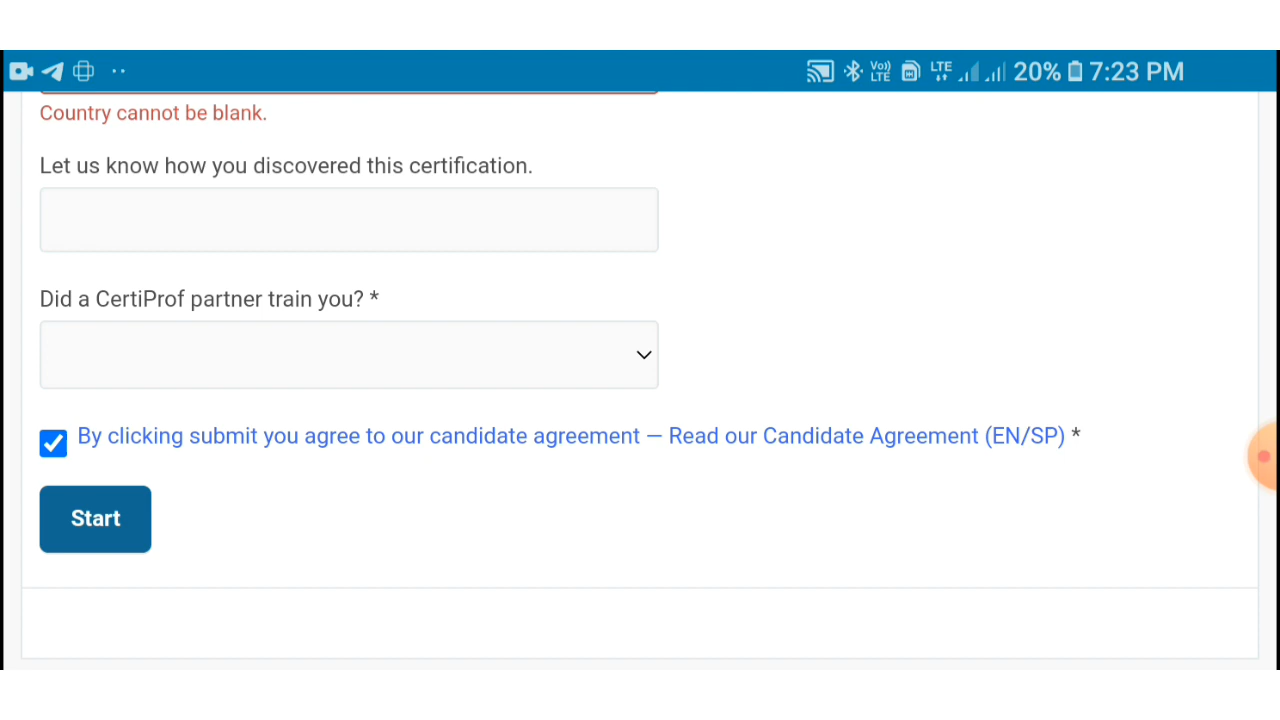 20% 7:23 PM
Country cannot be blank.
Let us know how you discovered this certification.
Did a CertiProf partner train you? *
By clicking submit you agree to our candidate agreement — Read our Candidate Agreement (EN/SP) *
Start